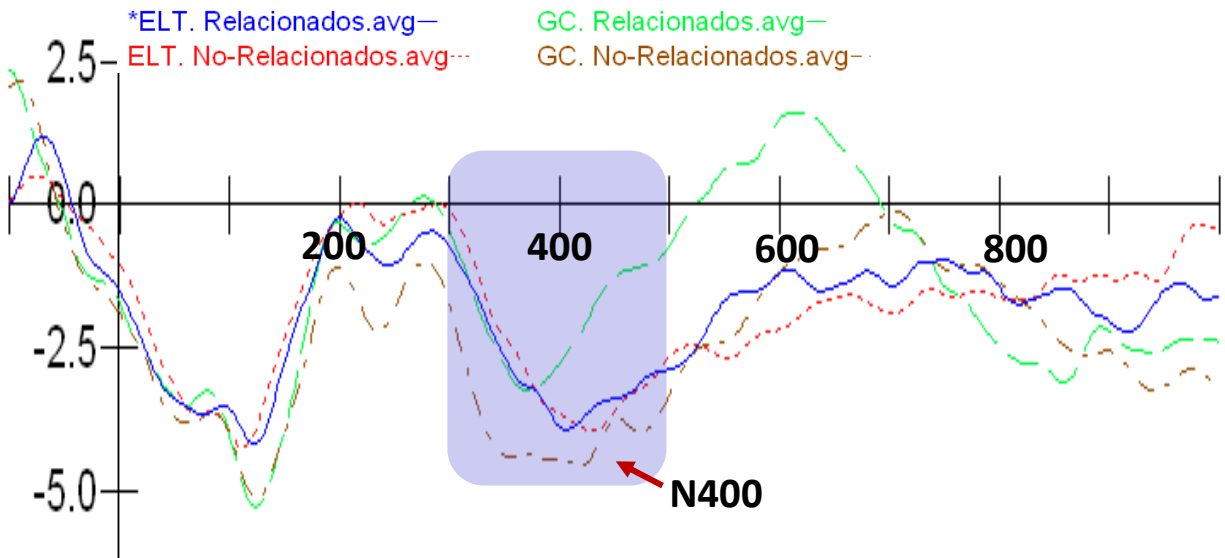 *ELT. Relacionados.avg
GC. Relacionados.avg
ELT. No-Relacionados.avg
GC. No-Relacionados.avg
2.5
0.0
200
400
600
800
-2.5
-5.0
N400